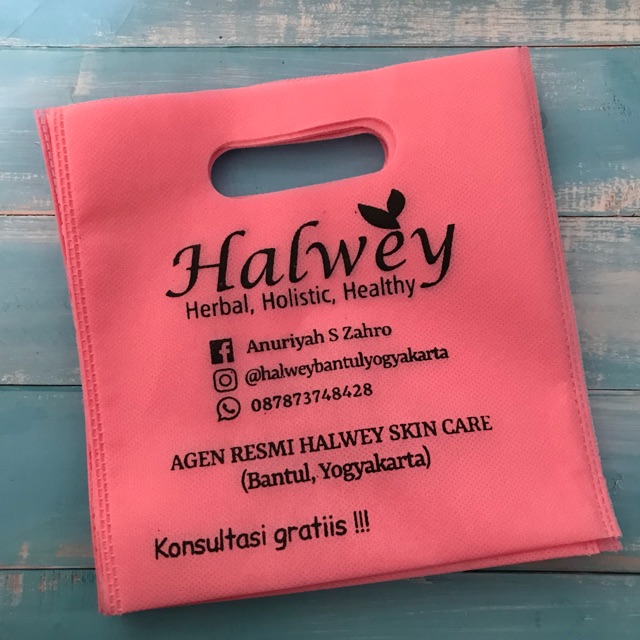 Halwey
Herbal, Holistic, Healthy
Anuriyah S Zahro
@halweybantulyogyakarta
087873748428
AGEN RESMI HALWEY SKIN CARE
(Bantul, Yogyakarta)
Konsultasi gratiis !!!